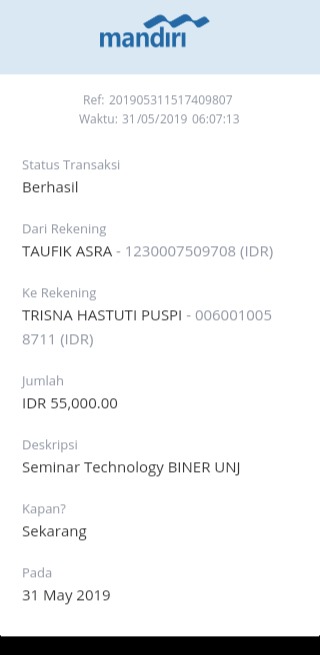 mandiri
Ref: 201905311517409807
Waktu: 31/05/2019 06:07:13
Status Transaksi
Berhasil
Dari Rekening
TAUFIK ASRA - 1230007509708 (IDR)
Ke Rekening
TRISNA HASTUTI PUSPI - 006001005
8711 (IDR)
Jumlah
IDR 55,000.00
Deskripsi
Seminar Technology BINER UNJ
Kapan?
Sekarang
Pada
31 May 2019